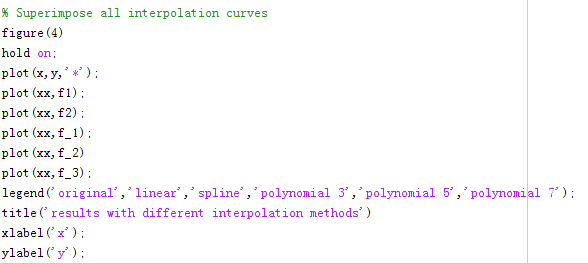 % Superimpose all interpolation curves
figure(4)
hold on;
plot(x,y,'*');
plot(xx,f1);
plot(xx,f2);
plot(xx,f_1);
plot(xx,f_2)
plot(xx,f_3);
legend('original','linear','spline','polynomial 3','polynomial 5','polynomial 7');
title('results with different interpolation methods')
xlabel('x');
ylabel('y');